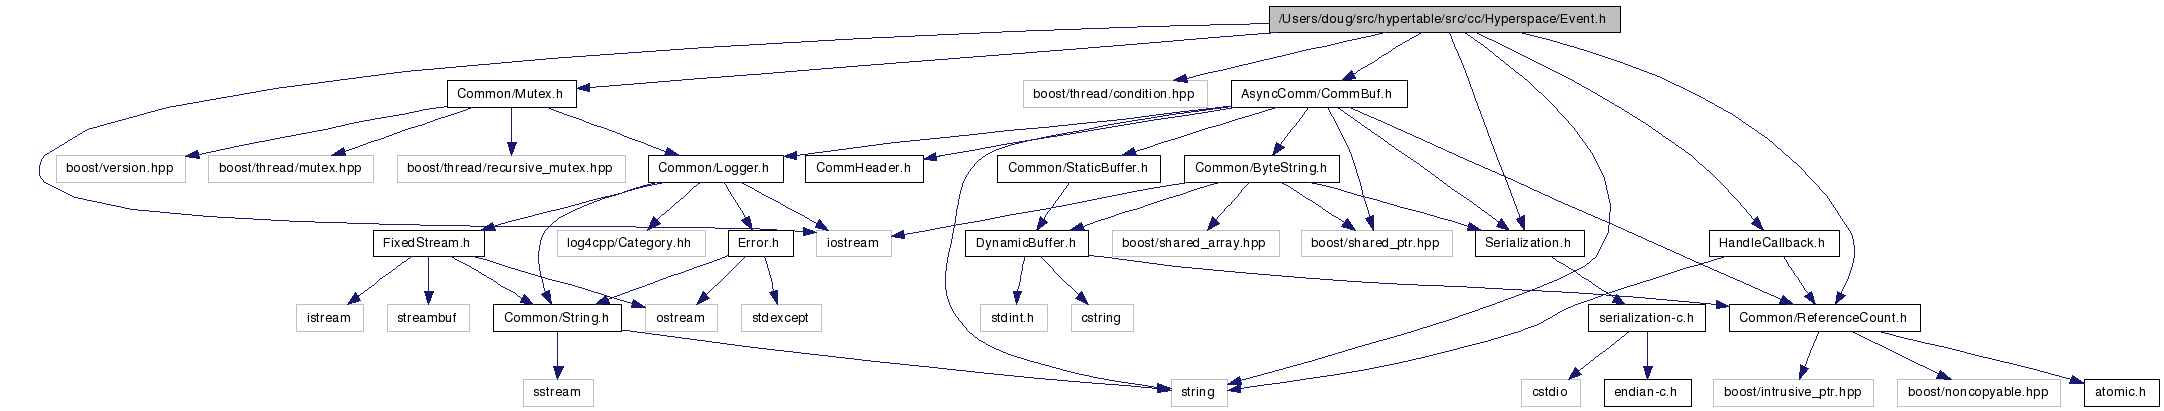 /Users/doug/src/hypertable/src/cc/Hyperspace/Event.h
Common/Mutex.h
boost/thread/condition.hpp
AsyncComm/CommBuf.h
boost/version.hpp
boost/thread/mutex.hpp
boost/thread/recursive_mutex.hpp
Common/Logger.h
CommHeader.h
Common/StaticBuffer.h
Common/ByteString.h
FixedStream.h
log4cpp/Category.hh
Error.h
iostream
DynamicBuffer.h
boost/shared_array.hpp
boost/shared_ptr.hpp
Serialization.h
HandleCallback.h
istream
streambuf
Common/String.h
ostream
stdexcept
stdint.h
cstring
serialization-c.h
Common/ReferenceCount.h
sstream
string
cstdio
endian-c.h
boost/intrusive_ptr.hpp
boost/noncopyable.hpp
atomic.h